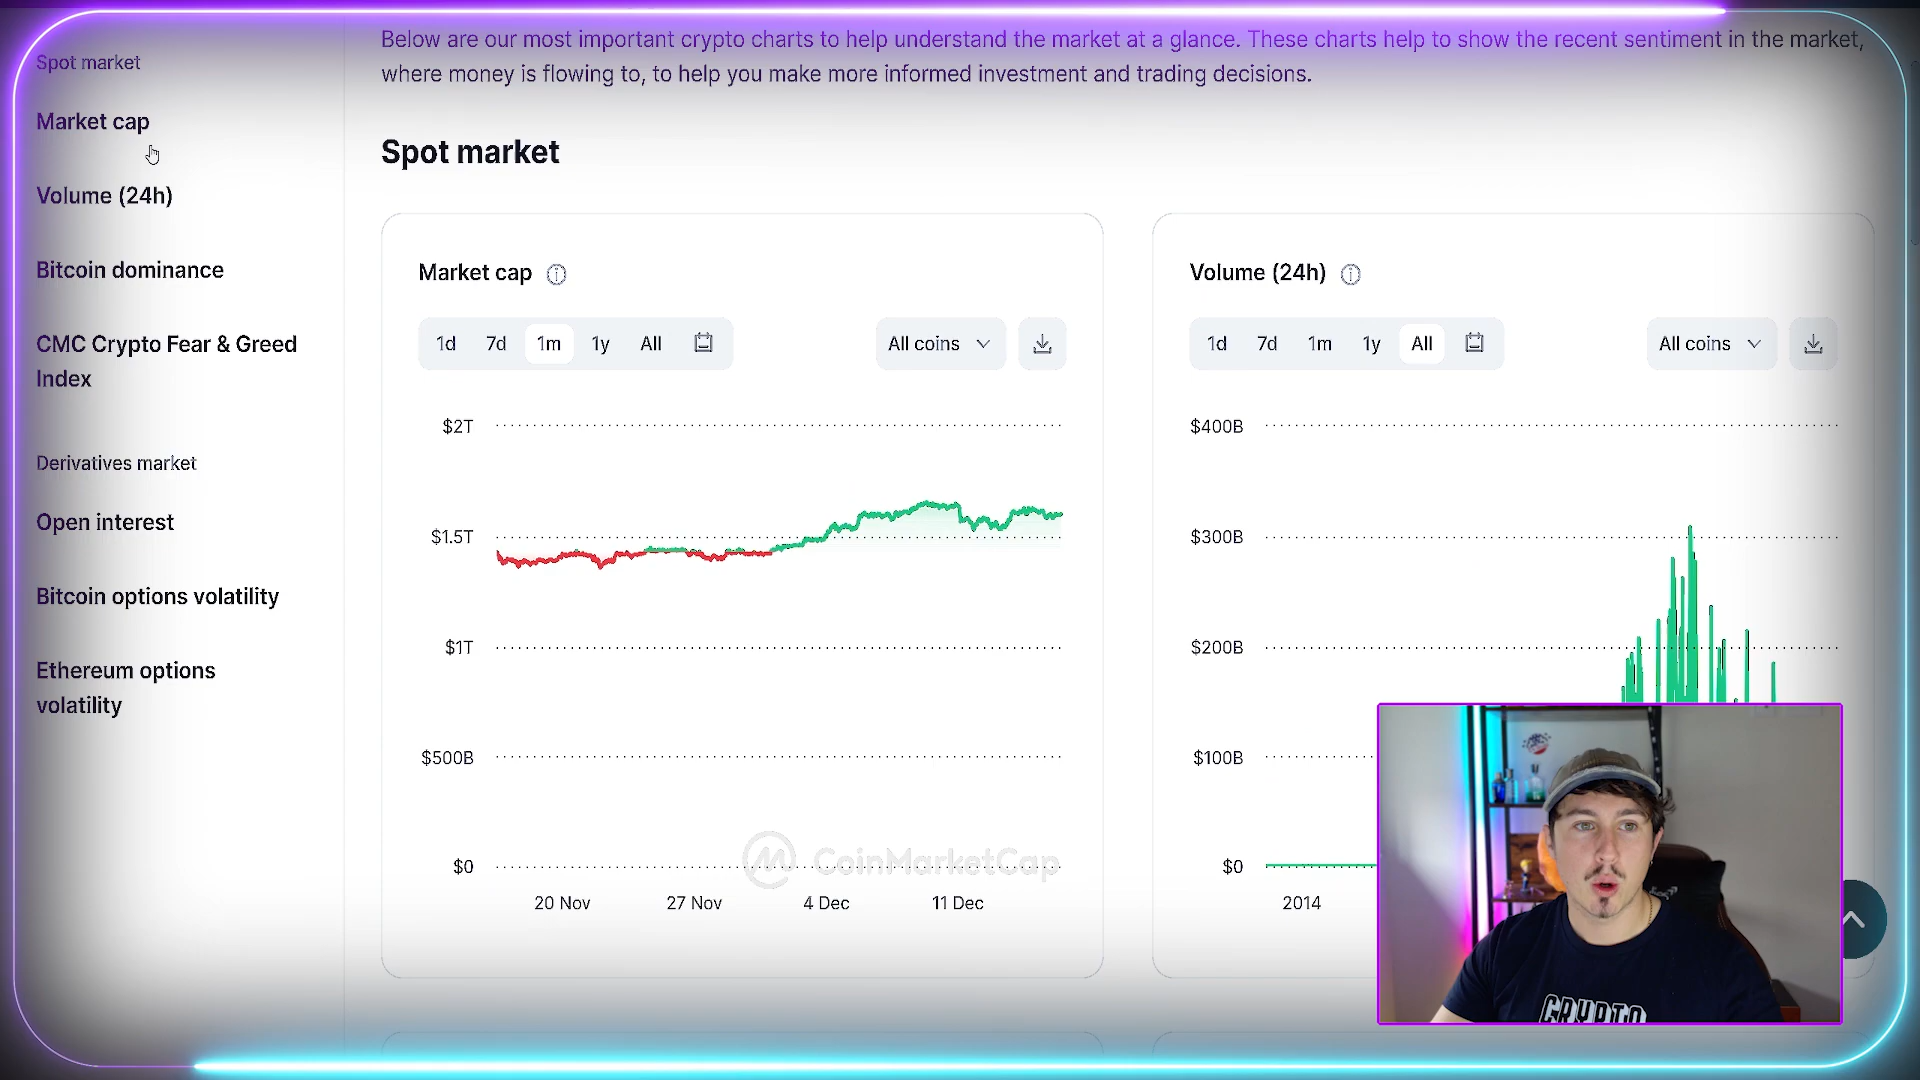 Below are our most important crypto charts to help understand the market at a glance. These charts help to show the recent sentiment in the market,
where money is flowing to, to help you make more informed investment and trading decisions.
Spot market
Market cap
Volume (24h)
Bitcoin dominance
CMC Crypto Fear & Greed
Index
Derivatives market
Open interest
Bitcoin options volatility
Ethereum options
volatility
Spot market
Market cap
1d 7d 1m 1y All
All coins
$2T
$1.5T
$1T
$500B
$0
CoinMarketCap
20 Nov 27 Nov 4 Dec 11 Dec
Volume (24h)
1d 7d 1m 1y All
All coins
$400B
$300B
$200B
$100B
$0
2014
CRYPTO